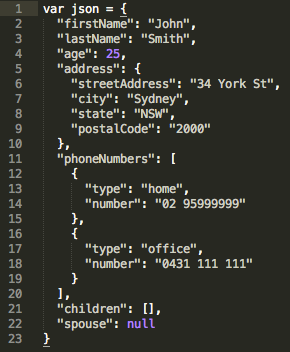 1 var json = {
2   "firstName": "John",
3   "lastName": "Smith",
4   "age": 25,
5   "address": {
6     "streetAddress": "34 York St",
7     "city": "Sydney",
8     "state": "NSW",
9     "postalCode": "2000"
10   },
11   "phoneNumbers": [
12     {
13       "type": "home",
14       "number": "02 95999999"
15     },
16     {
17       "type": "office",
18       "number": "0431 111 111"
19     }
20   ],
21   "children": [],
22   "spouse": null
23 }